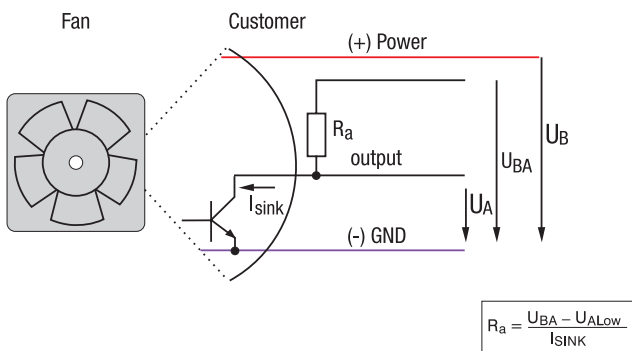 Fan
Customer
(+) Power
Ra
output
Isink
UA
UBA
UB
(-) GND
Ra = UBA – UALow
ISINK